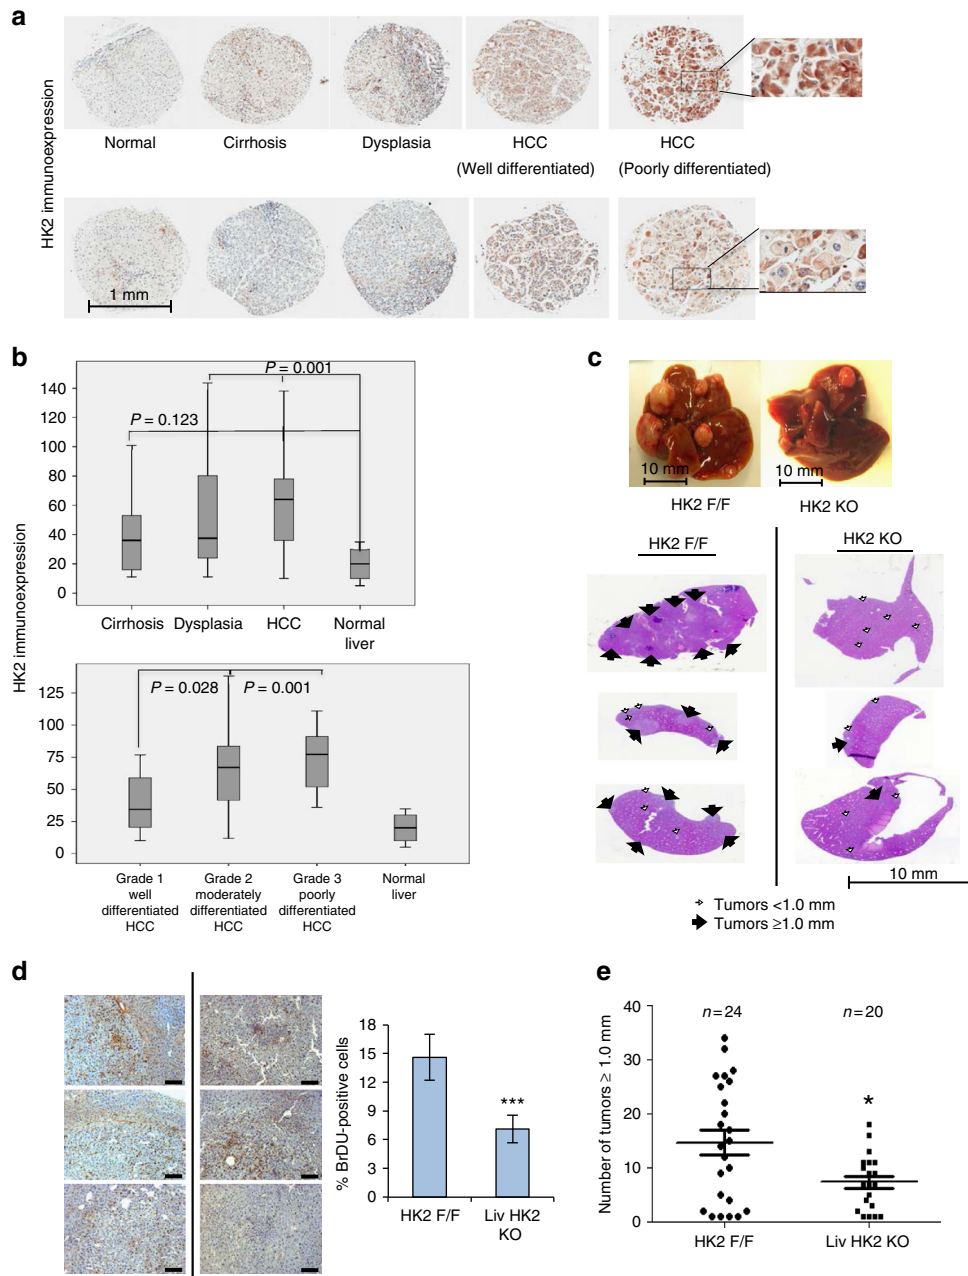 a
HK2 immunoexpression
Normal
Cirrhosis
Dysplasia
HCC
(Well differentiated)
HCC
(Poorly differentiated)
1 mm
b
HK2 immunoexpression
140
120
100
80
60
40
20
0
P = 0.001
P = 0.123
Cirrhosis
Dysplasia
HCC
Normal
liver
125
100
75
50
25
0
P = 0.028
P = 0.001
Grade 1
well
differentiated
HCC
Grade 2
moderately
differentiated
HCC
Grade 3
poorly
differentiated
HCC
Normal
liver
c
10 mm
10 mm
HK2 F/F
HK2 KO
HK2 F/F
HK2 KO
10 mm
Tumors <1.0 mm
Tumors ≥1.0 mm
d
% BrDU-positive cells
18
15
12
9
6
3
0
***
HK2 F/F
Liv HK2
KO
e
Number of tumors ≥ 1.0 mm
40
30
20
10
0
n=24
n=20
*
HK2 F/F
Liv HK2 KO